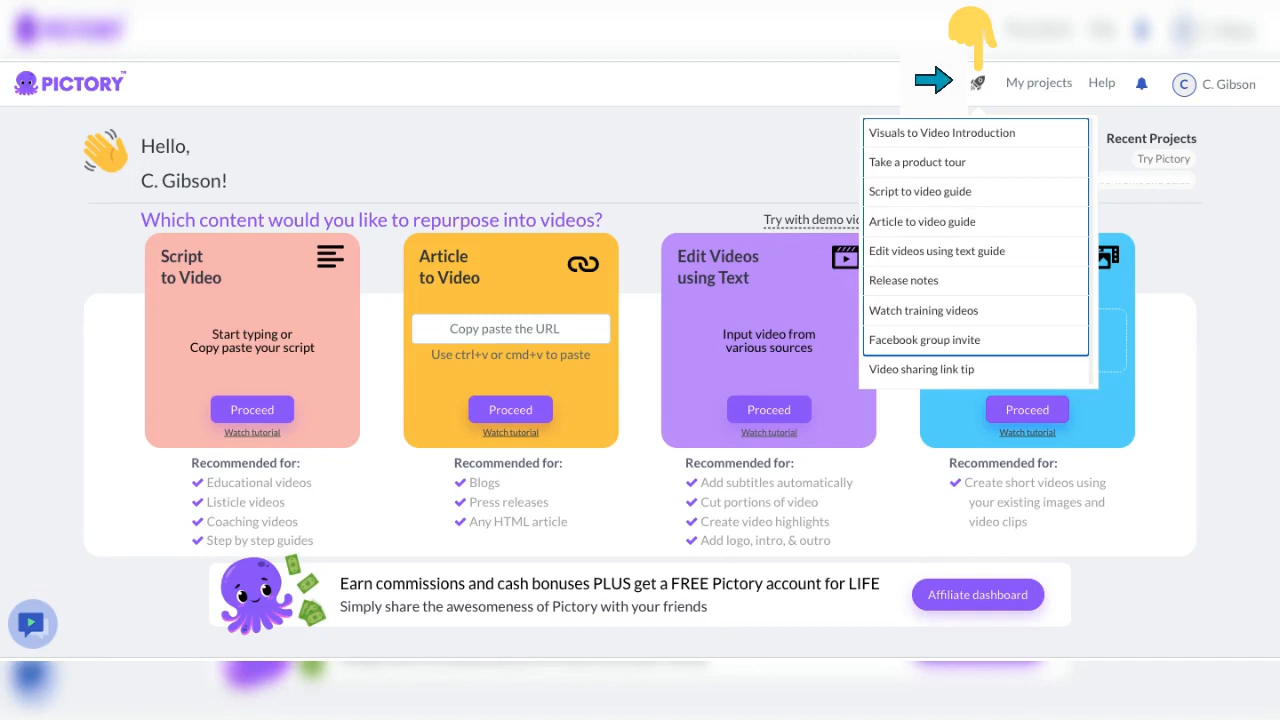 PICTORY™
My projects
Help
C
C. Gibson
Hello,
C. Gibson!
Visuals to Video Introduction
Take a product tour
Script to video guide
Article to video guide
Edit videos using text guide
Release notes
Watch training videos
Facebook group invite
Video sharing link tip
Recent Projects
Try Pictory
Which content would you like to repurpose into videos?
Try with demo
Script
to Video
Start typing or
Copy paste your script
Proceed
Watch tutorial
Recommended for:
Educational videos
Listicle videos
Coaching videos
Step by step guides
Article
to Video
Copy paste the URL
Use ctrl+v or cmd+v to paste
Proceed
Watch tutorial
Recommended for:
Blogs
Press releases
Any HTML article
Edit Videos
using Text
Input video from
various sources
Proceed
Watch tutorial
Recommended for:
Add subtitles automatically
Cut portions of video
Create video highlights
Add logo, intro, & outro
Proceed
Watch tutorial
Recommended for:
Create short videos using
your existing images and
video clips
Earn commissions and cash bonuses PLUS get a FREE Pictory account for LIFE
Simply share the awesomeness of Pictory with your friends
Affiliate dashboard